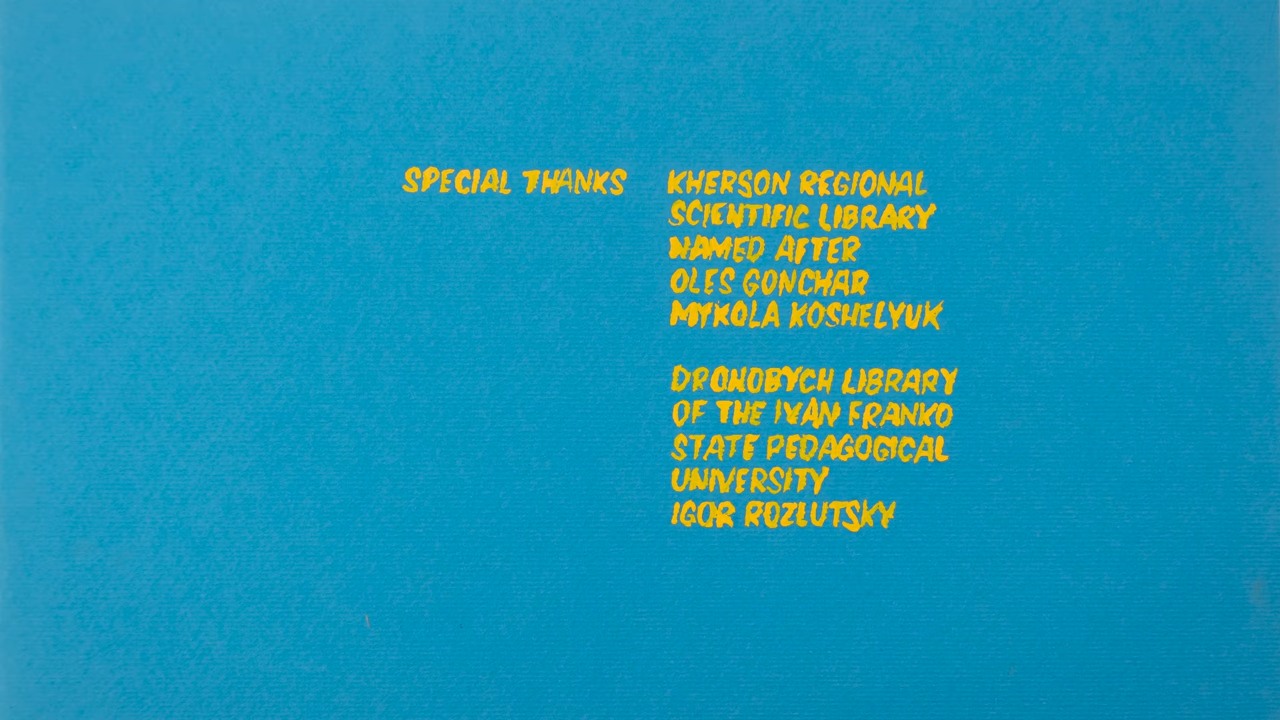 SPECIAL THANKS
KHERSON REGIONAL
SCIENTIFIC LIBRARY
NAMED AFTER
OLES GONCHAR
MYKOLA KOSHELYUK
DROHOBYCH LIBRARY
OF THE IVAN FRANKO
STATE PEDAGOGICAL
UNIVERSITY
IGOR ROZLUTSKY